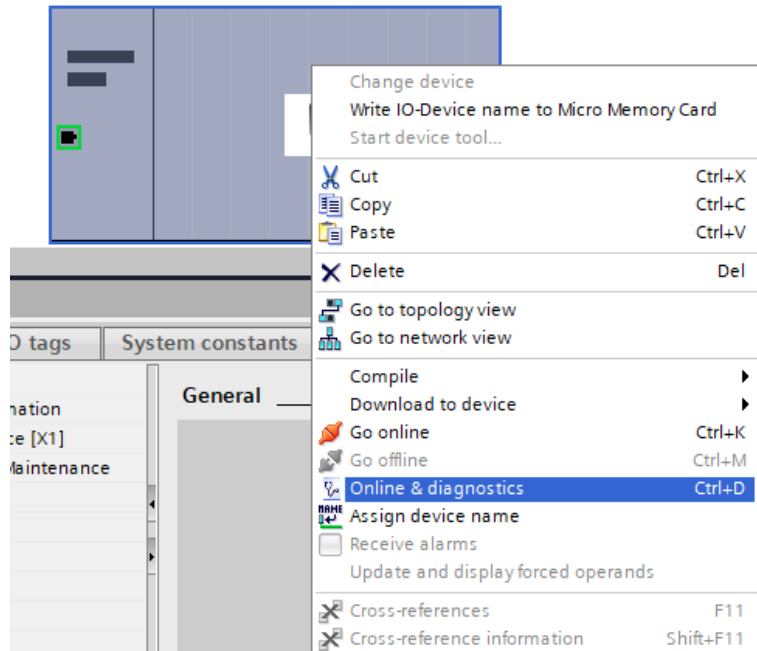 Change device
Write IO-Device name to Micro Memory Card
Start device tool...
Cut Ctrl+X
Copy Ctrl+C
Paste Ctrl+V
Delete Del
Go to topology view
Go to network view
Compile
Download to device
Go online Ctrl+K
Go offline Ctrl+M
Online & diagnostics Ctrl+D
NAME Assign device name
Receive alarms
Update and display forced operands
Cross-references F11
Cross-reference information Shift+F11
O tags System constants
General
mation
ce [X1]
Maintenance